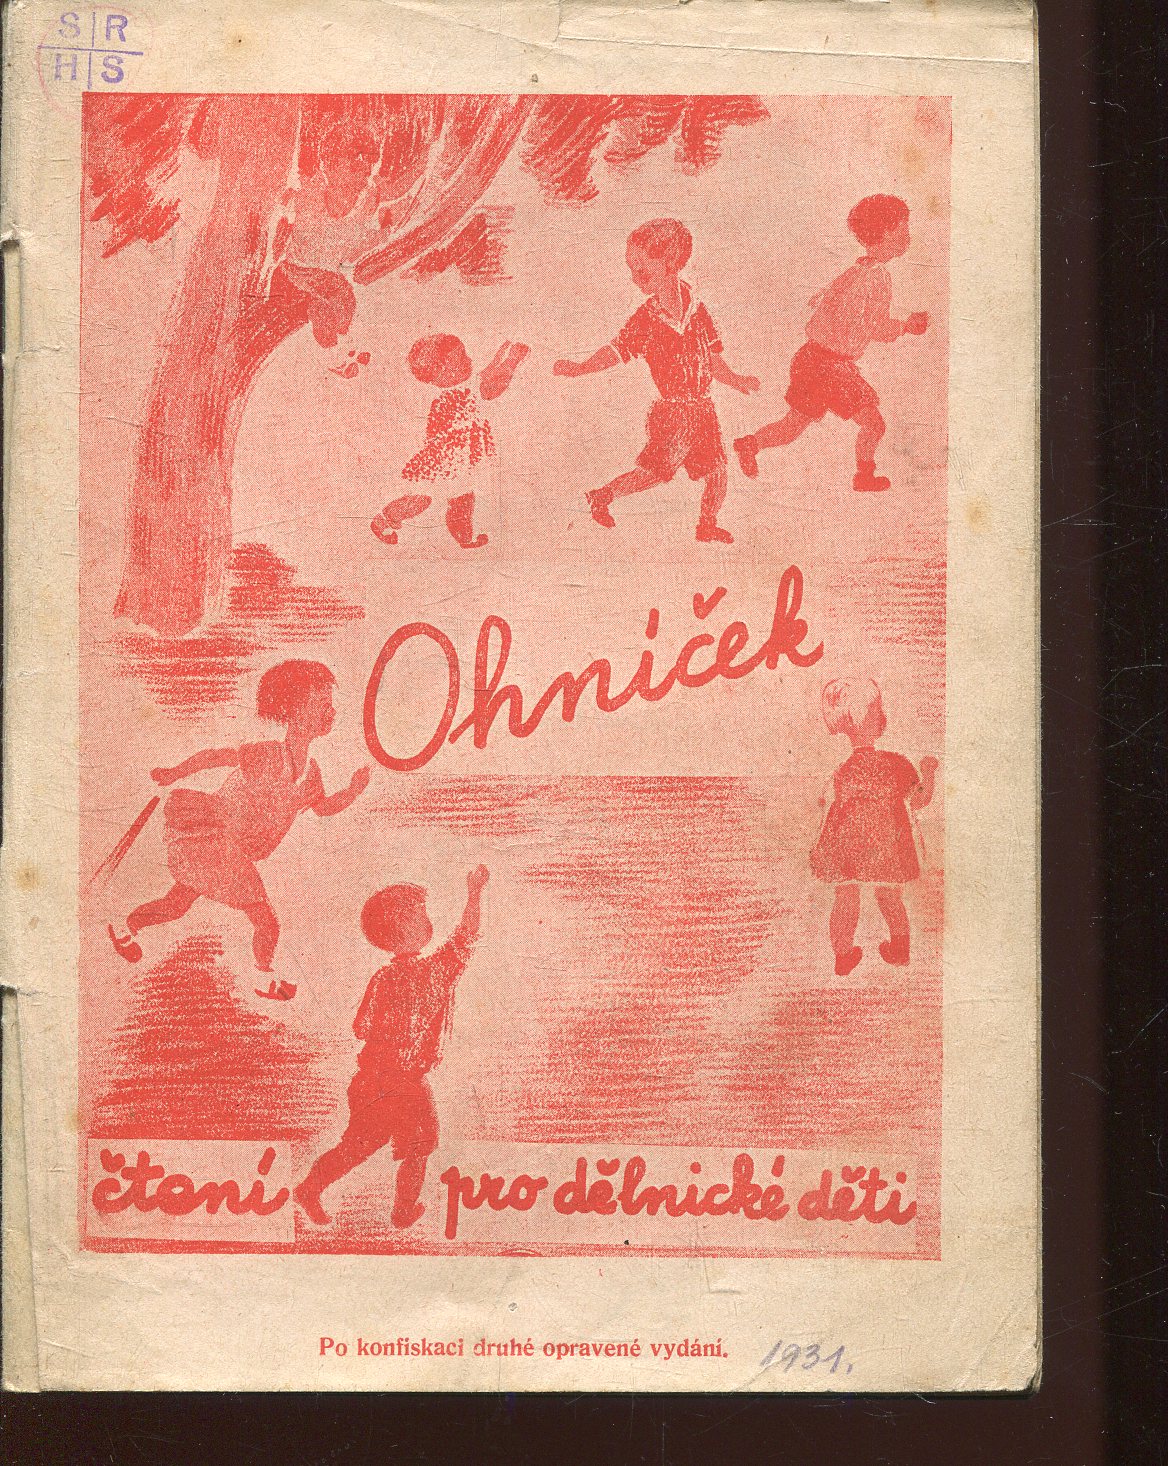 S R
H S
Ohníček
čtení pro dělnické děti
Po konfiskaci druhé opravené vydání. 1931.